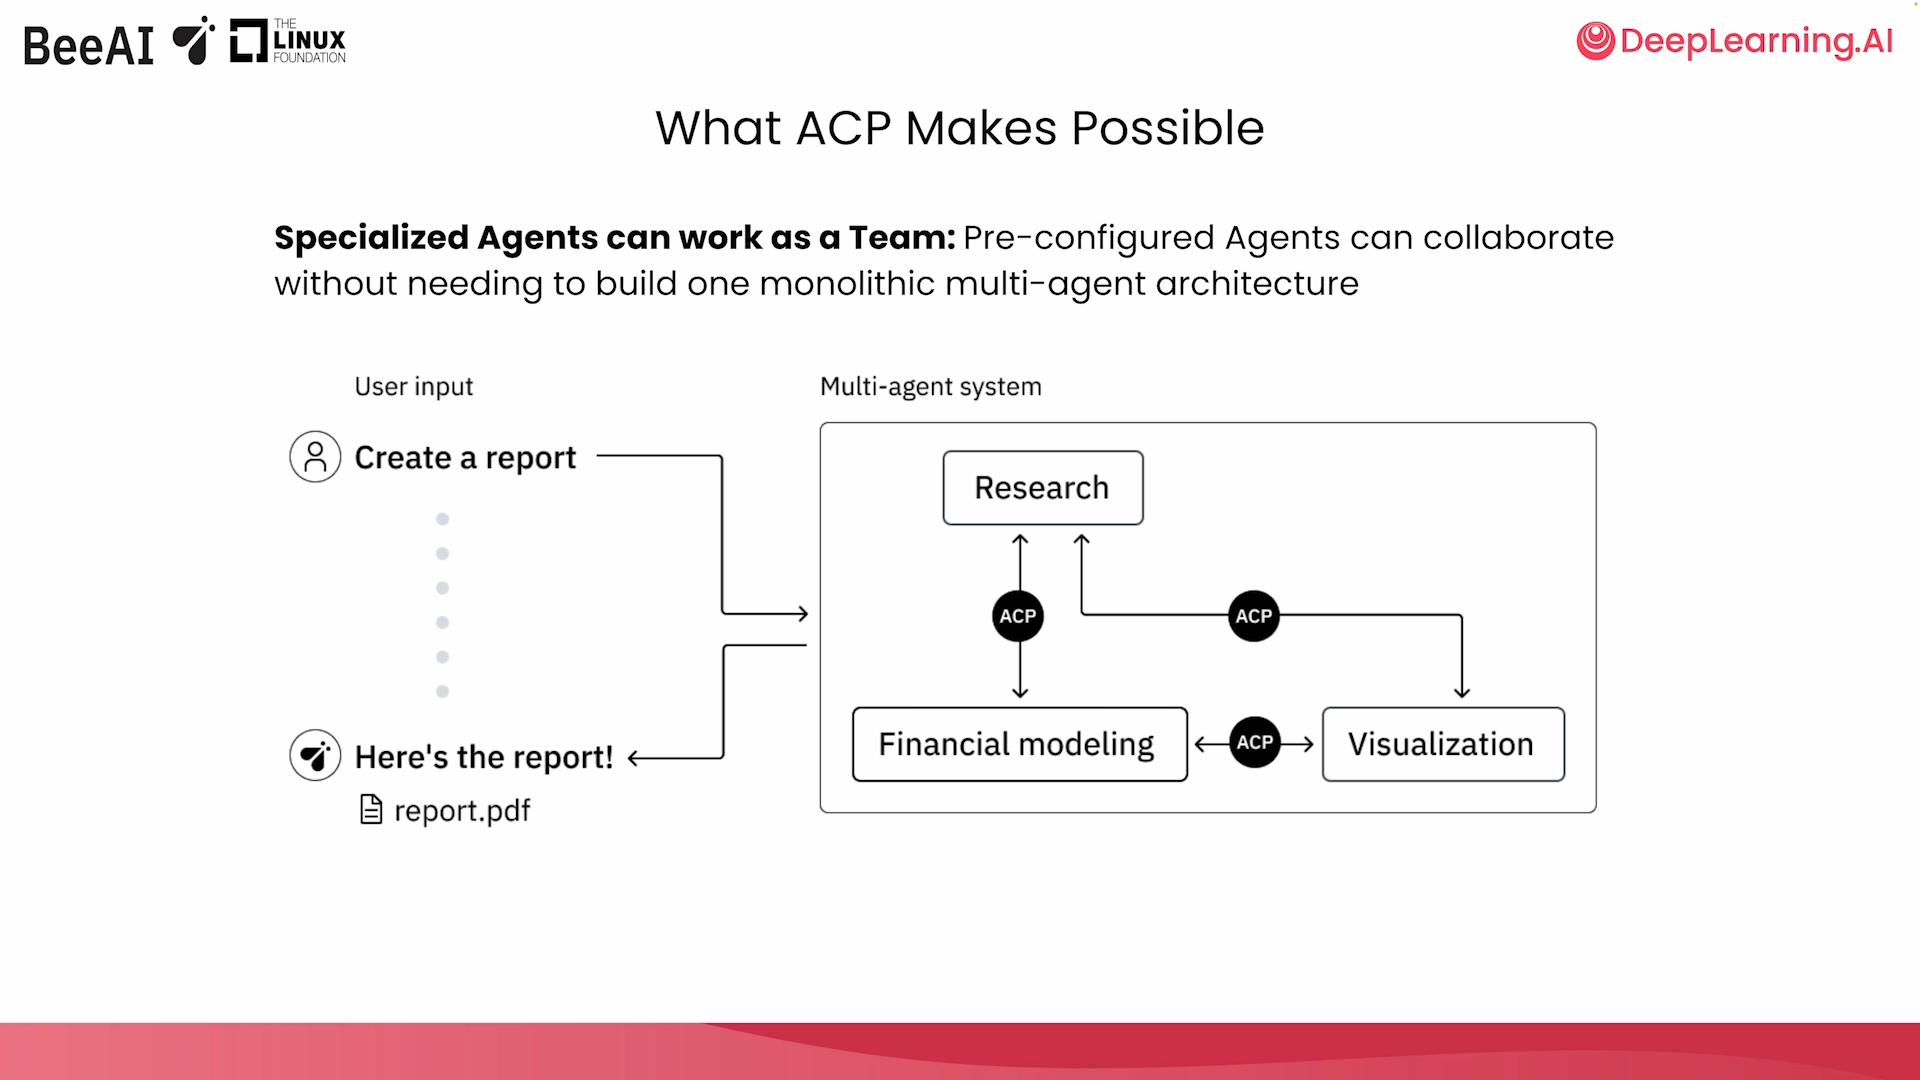 BeeAI
THE
LINUX
FOUNDATION
DeepLearning.AI
What ACP Makes Possible
Specialized Agents can work as a Team: Pre-configured Agents can collaborate
without needing to build one monolithic multi-agent architecture
User input
Multi-agent system
Create a report
Research
ACP
ACP
Financial modeling
ACP
Visualization
Here's the report!
report.pdf